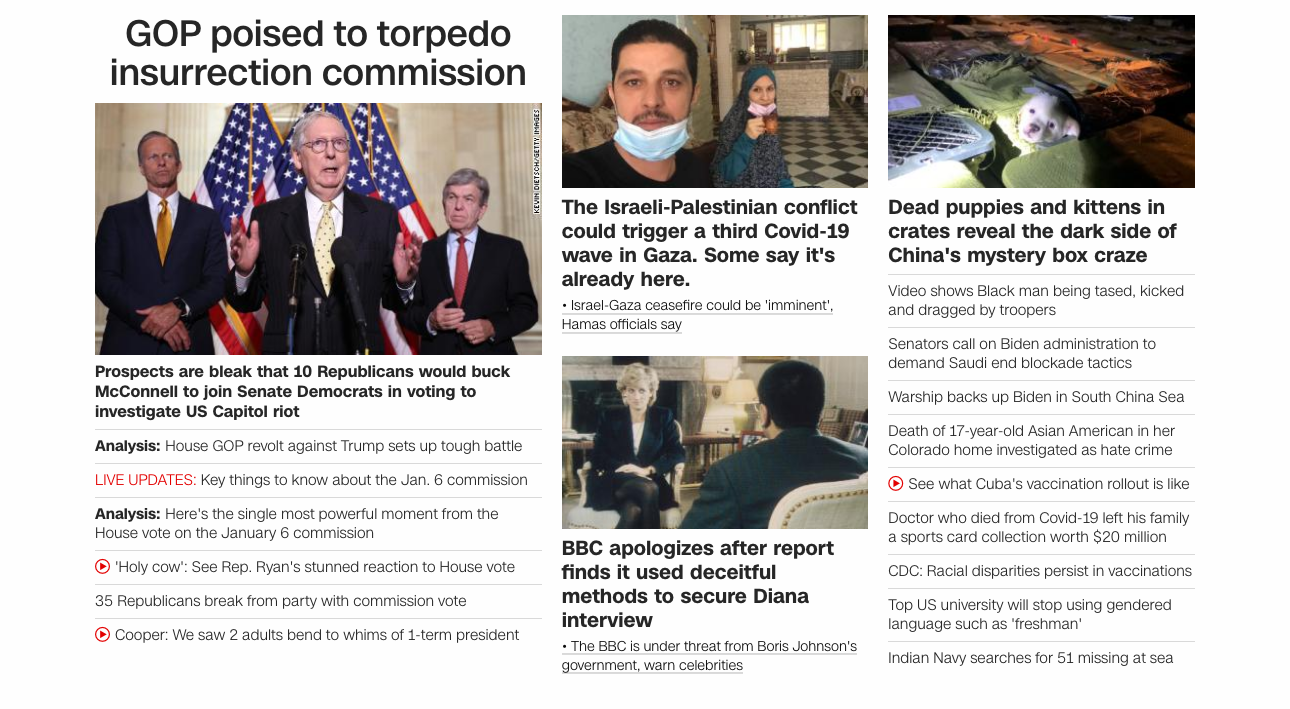 GOP poised to torpedo
insurrection commission
KEVIN DIETSCH/GETTY IMAGES
Prospects are bleak that 10 Republicans would buck
McConnell to join Senate Democrats in voting to
investigate US Capitol riot
Analysis: House GOP revolt against Trump sets up tough battle
LIVE UPDATES: Key things to know about the Jan. 6 commission
Analysis: Here's the single most powerful moment from the
House vote on the January 6 commission
'Holy cow': See Rep. Ryan's stunned reaction to House vote
35 Republicans break from party with commission vote
Cooper: We saw 2 adults bend to whims of 1-term president
The Israeli-Palestinian conflict
could trigger a third Covid-19
wave in Gaza. Some say it's
already here.
• Israel-Gaza ceasefire could be 'imminent',
Hamas officials say
BBC apologizes after report
finds it used deceitful
methods to secure Diana
interview
• The BBC is under threat from Boris Johnson's
government, warn celebrities
Dead puppies and kittens in
crates reveal the dark side of
China's mystery box craze
Video shows Black man being tased, kicked
and dragged by troopers
Senators call on Biden administration to
demand Saudi end blockade tactics
Warship backs up Biden in South China Sea
Death of 17-year-old Asian American in her
Colorado home investigated as hate crime
See what Cuba's vaccination rollout is like
Doctor who died from Covid-19 left his family
a sports card collection worth $20 million
CDC: Racial disparities persist in vaccinations
Top US university will stop using gendered
language such as 'freshman'
Indian Navy searches for 51 missing at sea